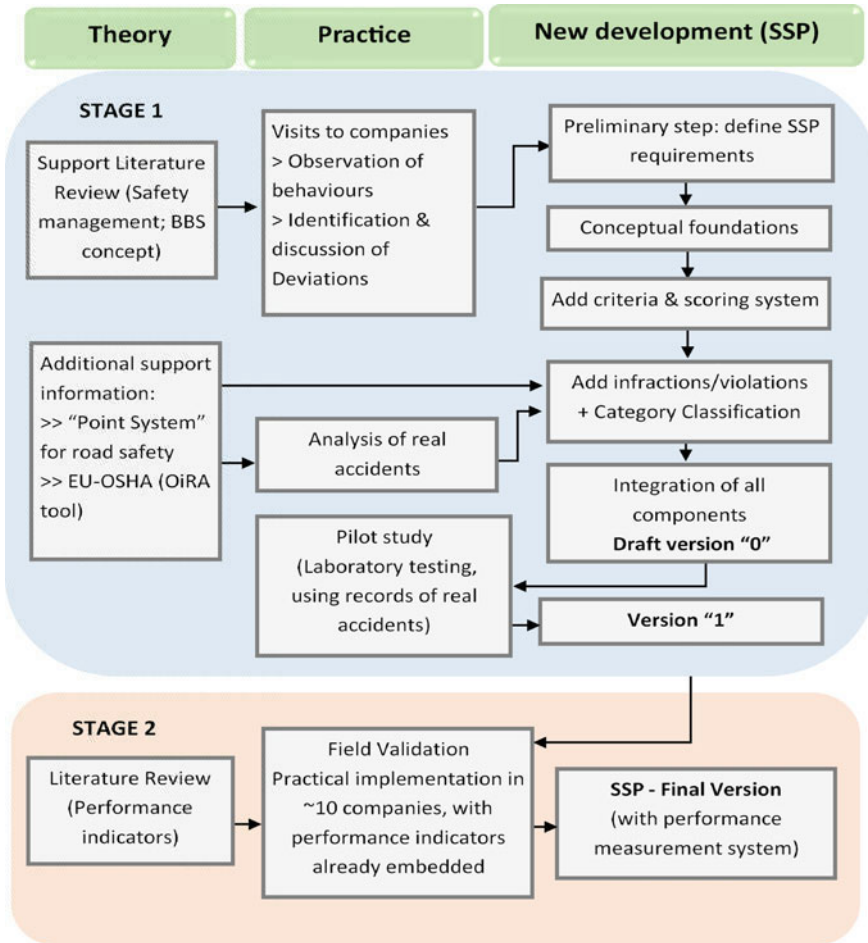 Theory
Practice
New development (SSP)
STAGE 1
Support Literature
Review (Safety
management; BBS
concept)
Visits to companies
> Observation of
behaviours
> Identification &
discussion of
Deviations
Preliminary step: define SSP
requirements
Conceptual foundations
Add criteria & scoring system
Additional support
information:
>> “Point System”
for road safety
>> EU-OSHA (OiRA
tool)
Analysis of real
accidents
Add infractions/violations
+ Category Classification
Integration of all
components
Draft version “0”
Pilot study
(Laboratory testing,
using records of real
accidents)
Version “1”
STAGE 2
Literature Review
(Performance
indicators)
Field Validation
Practical implementation in
~10 companies, with
performance indicators
already embedded
SSP - Final Version
(with performance
measurement system)